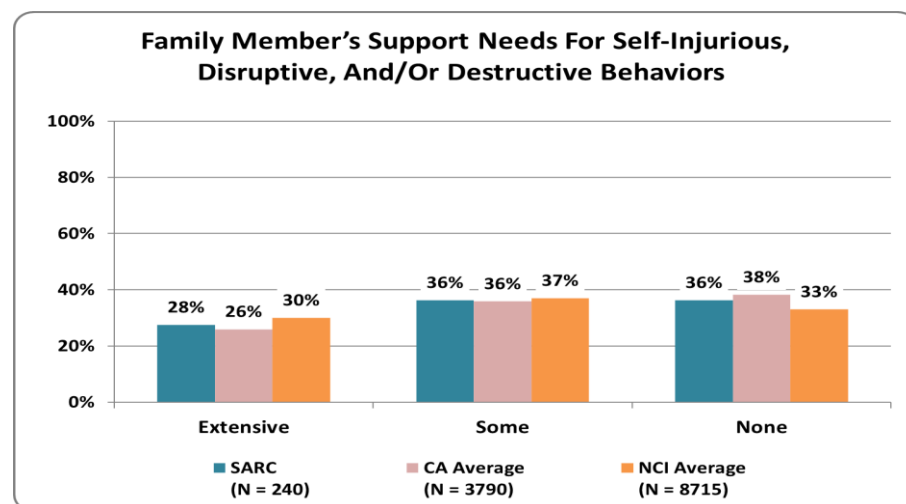 Family Member’s Support Needs For Self-Injurious,
Disruptive, And/Or Destructive Behaviors
100%
80%
60%
40%
20%
0%
28% 26% 30%
36% 36% 37%
36% 38% 33%
Extensive Some None
SARC CA Average NCI Average
(N = 240) (N = 3790) (N = 8715)